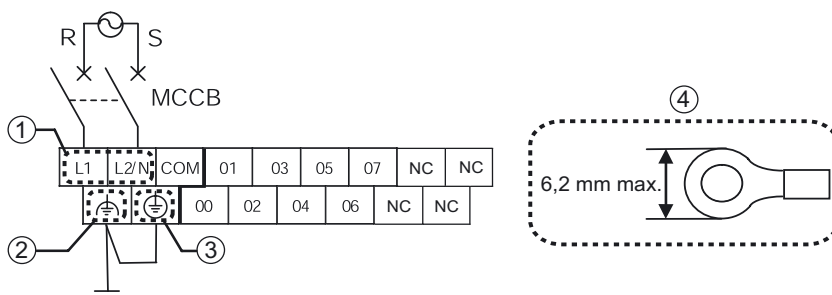 R S
MCCB
①
④
L1 L2/N COM 01 03 05 07 NC NC
6,2 mm max.
00 02 04 06 NC NC
② ③